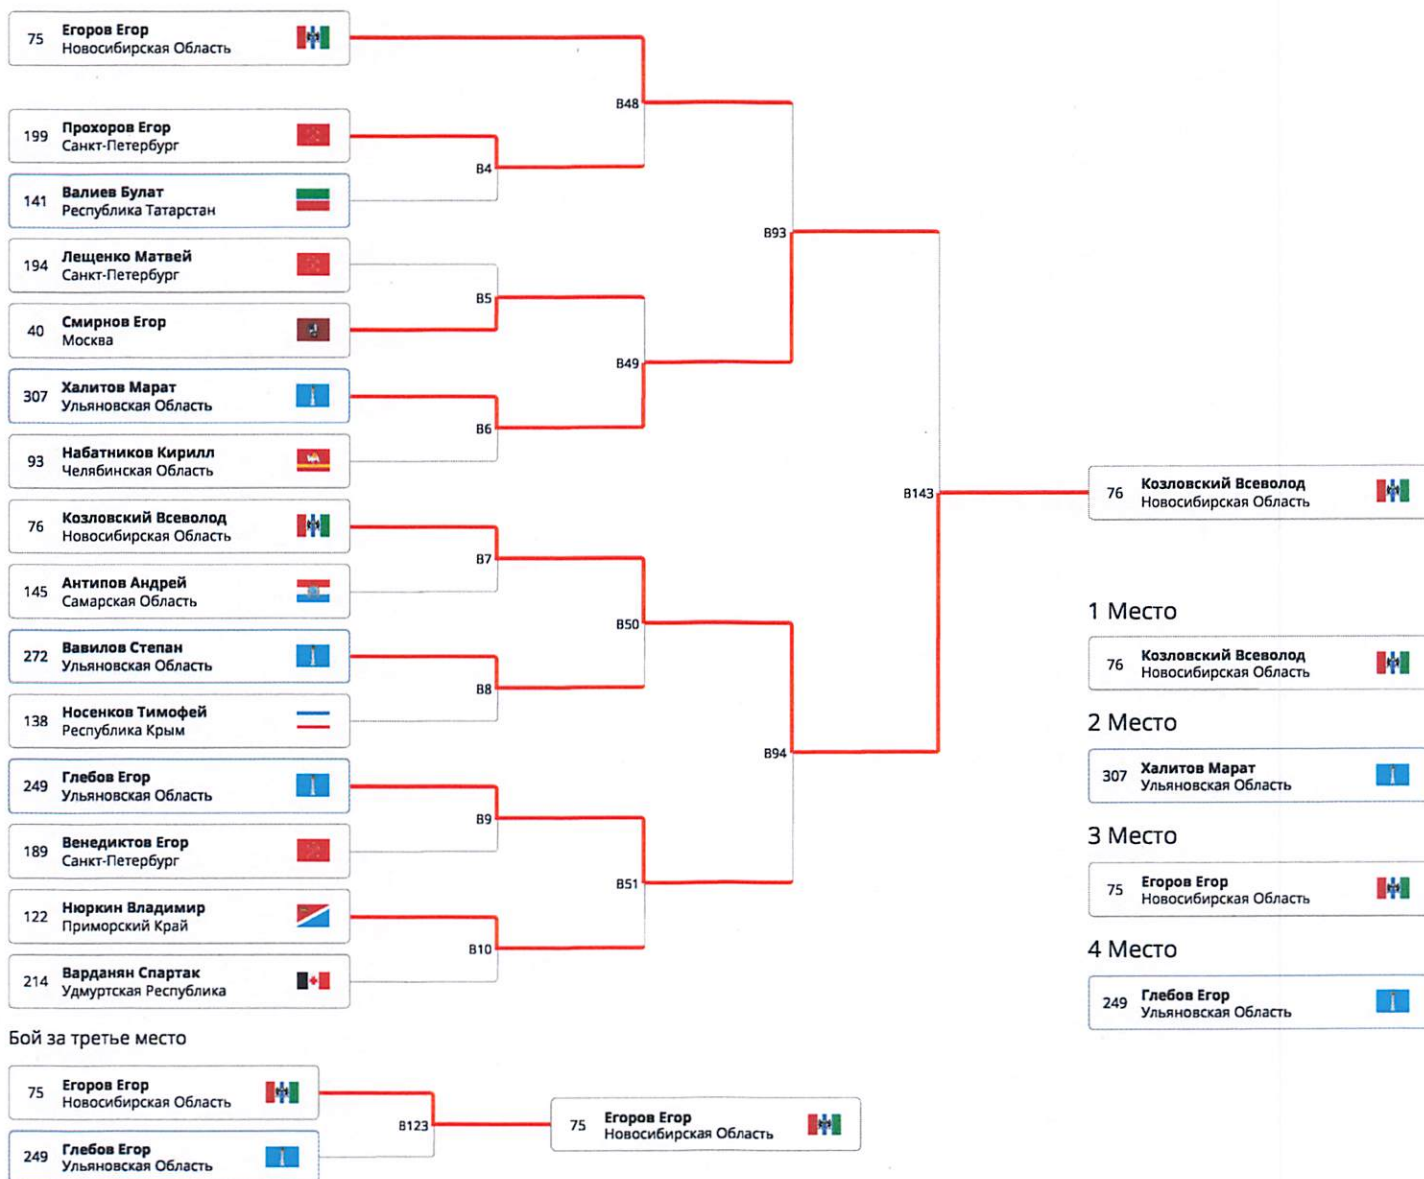 75 Егоров Егор
Новосибирская Область
199 Прохоров Егор
Санкт-Петербург
141 Валиев Булат
Республика Татарстан
194 Лещенко Матвей
Санкт-Петербург
40 Смирнов Егор
Москва
307 Халитов Марат
Ульяновская Область
93 Набатников Кирилл
Челябинская Область
76 Козловский Всеволод
Новосибирская Область
145 Антипов Андрей
Самарская Область
272 Вавилов Степан
Ульяновская Область
138 Носенков Тимофей
Республика Крым
249 Глебов Егор
Ульяновская Область
189 Венедиктов Егор
Санкт-Петербург
122 Нюркин Владимир
Приморский Край
214 Варданян Спартак
Удмуртская Республика
B4
B5
B6
B7
B8
B9
B10
B48
B49
B50
B51
B93
B94
B143
76 Козловский Всеволод
Новосибирская Область
1 Место
76 Козловский Всеволод
Новосибирская Область
2 Место
307 Халитов Марат
Ульяновская Область
3 Место
75 Егоров Егор
Новосибирская Область
4 Место
249 Глебов Егор
Ульяновская Область
Бой за третье место
75 Егоров Егор
Новосибирская Область
249 Глебов Егор
Ульяновская Область
B123
75 Егоров Егор
Новосибирская Область